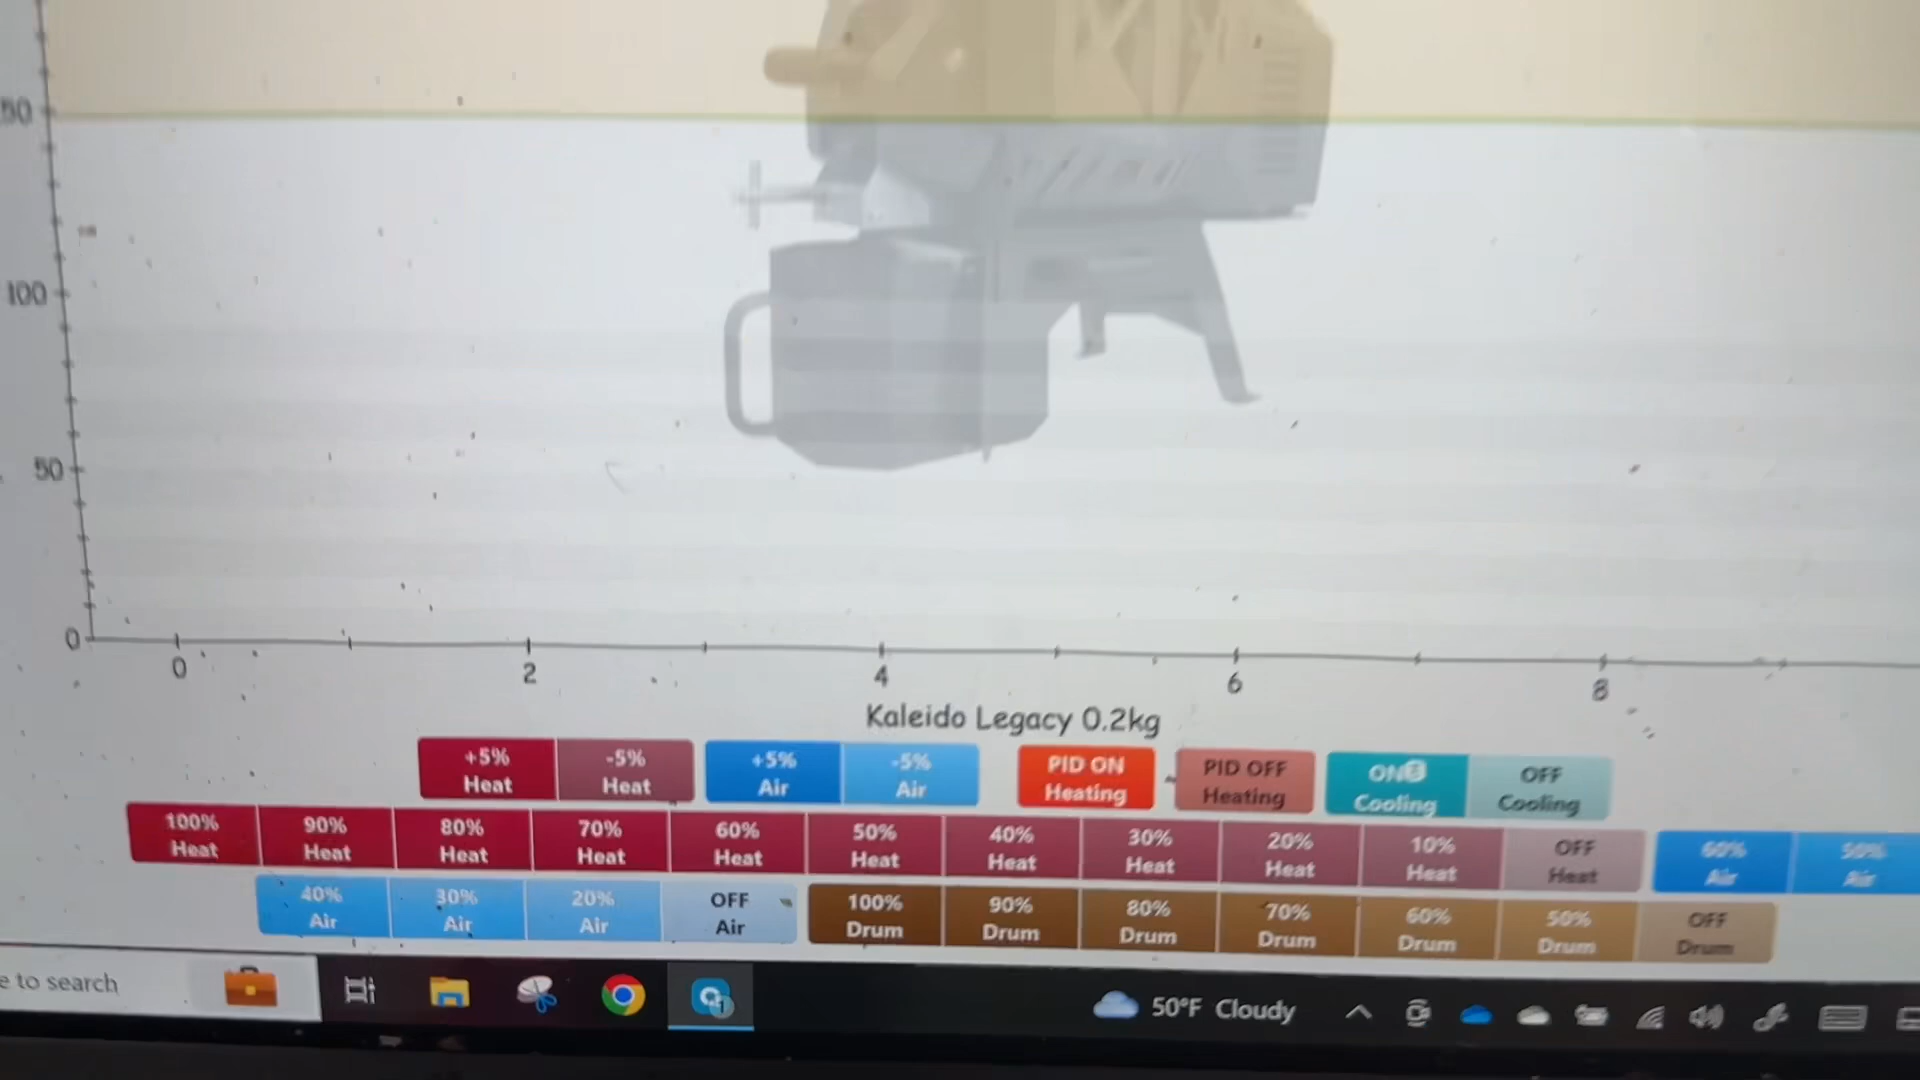 50
100
50
0
0 2 4 6 8
Kaleido Legacy 0.2kg
+5% Heat
-5% Heat
+5% Air
-5% Air
PID ON Heating
PID OFF Heating
ON Cooling
OFF Cooling
100% Heat
90% Heat
80% Heat
70% Heat
60% Heat
50% Heat
40% Heat
30% Heat
20% Heat
10% Heat
OFF Heat
60% Air
50% Air
40% Air
30% Air
20% Air
OFF Air
100% Drum
90% Drum
80% Drum
70% Drum
60% Drum
50% Drum
OFF Drum
e to search
50°F Cloudy